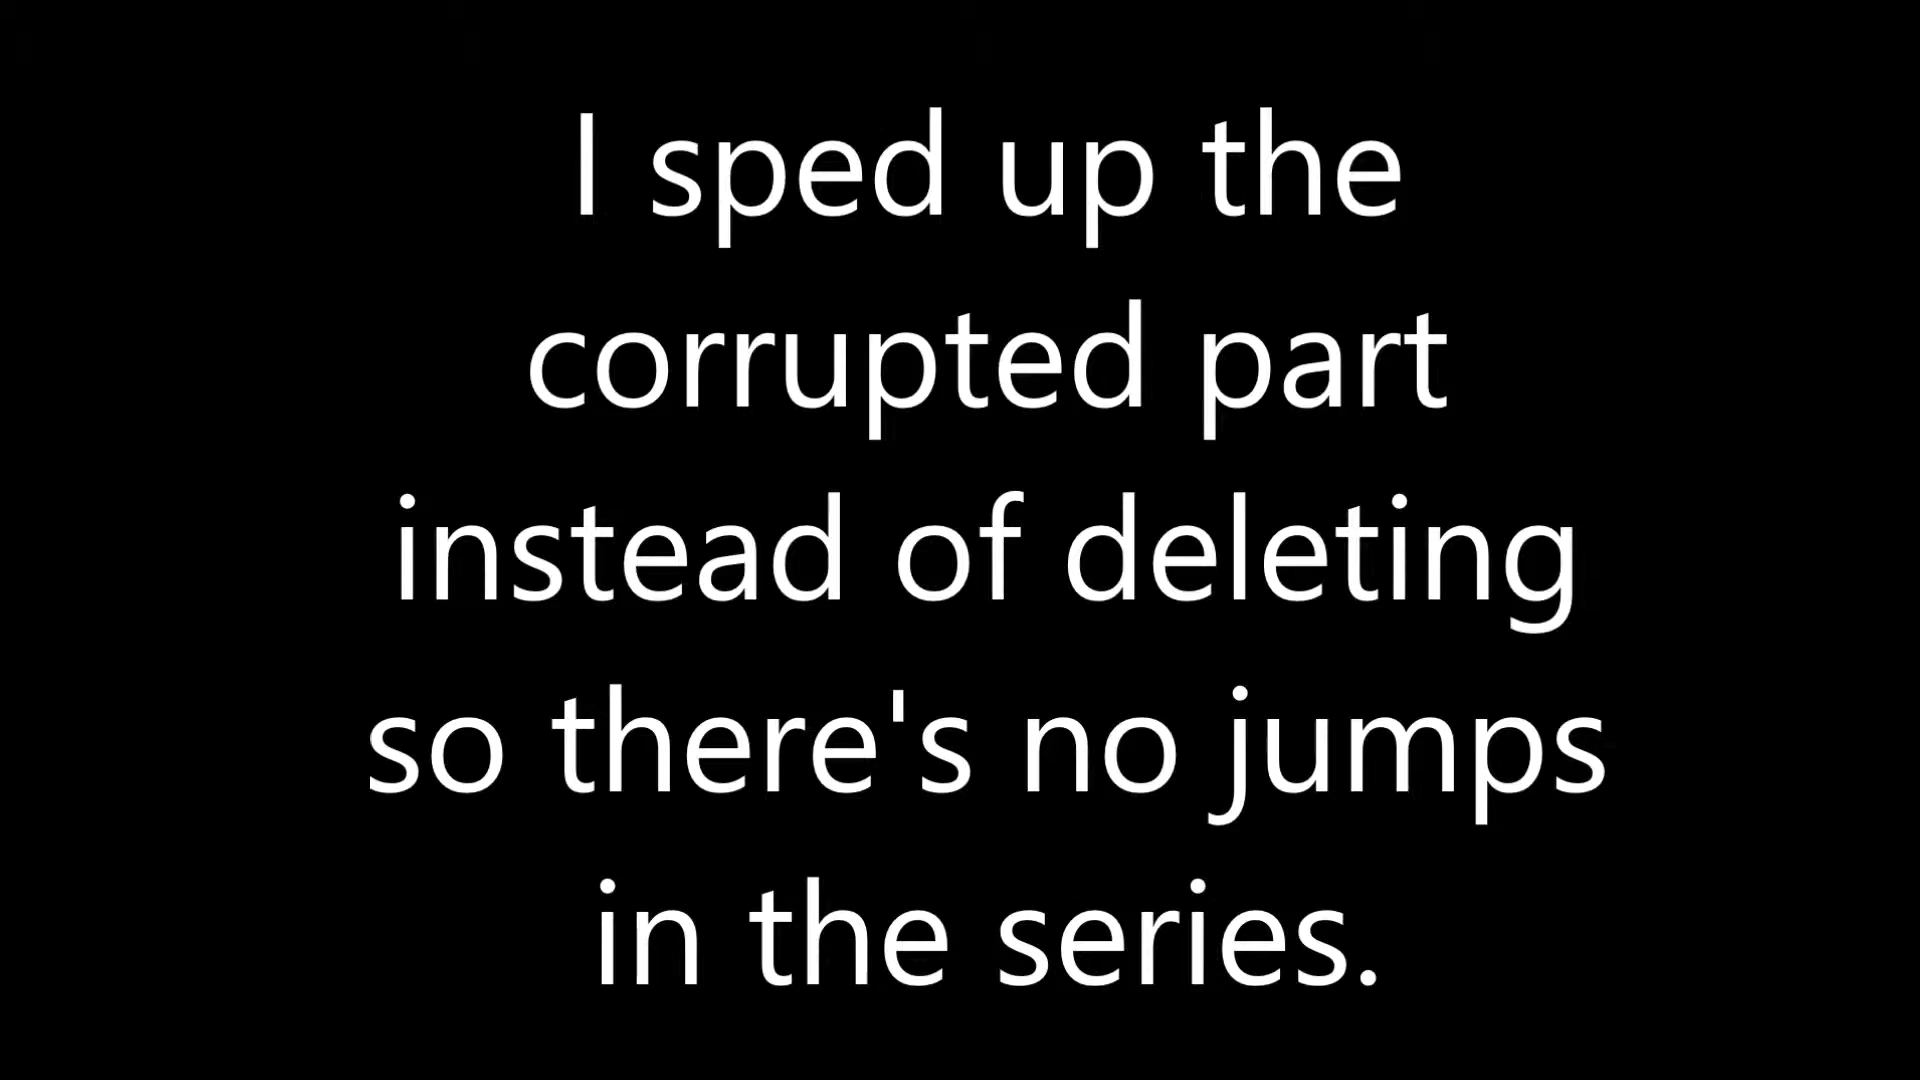 I sped up the
corrupted part
instead of deleting
so there's no jumps
in the series.